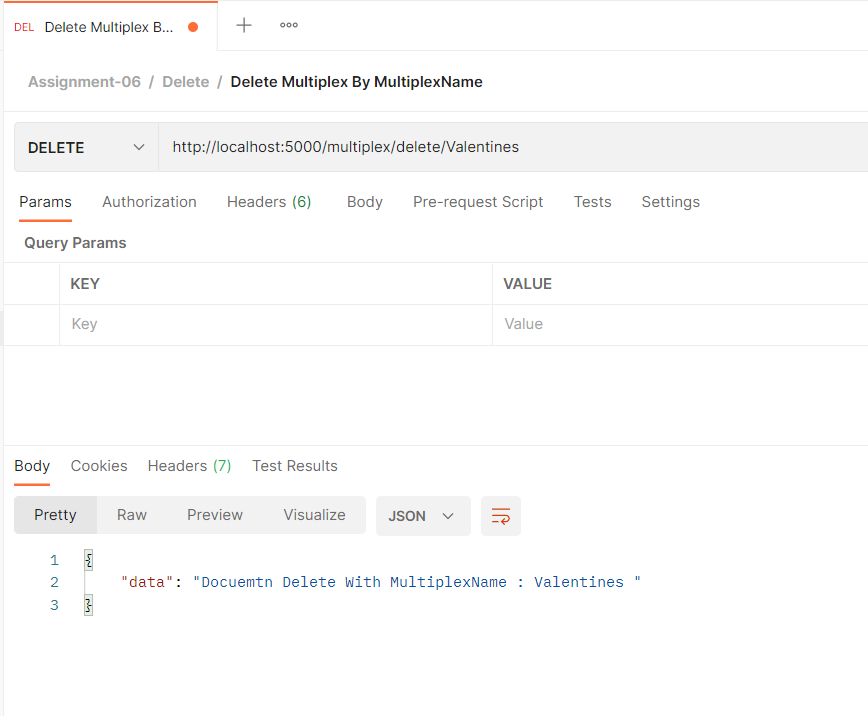 DEL Delete Multiplex B...
Assignment-06 / Delete / Delete Multiplex By MultiplexName
DELETE http://localhost:5000/multiplex/delete/Valentines
Params Authorization Headers (6) Body Pre-request Script Tests Settings
Query Params
KEY VALUE
Key Value
Body Cookies Headers (7) Test Results
Pretty Raw Preview Visualize JSON
1 {
2 "data": "Docuemtn Delete With MultiplexName : Valentines "
3 }